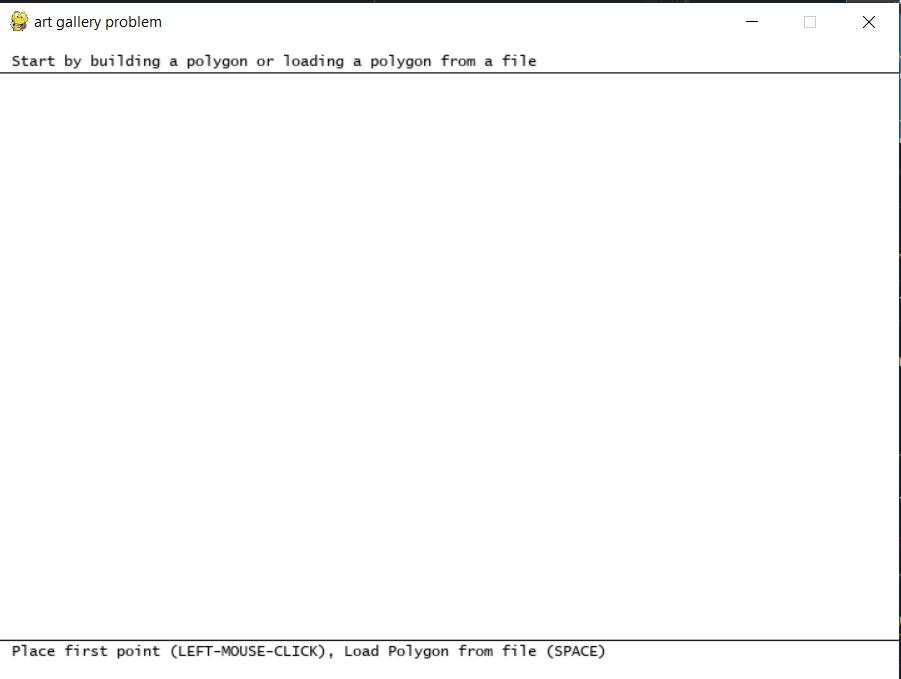 art gallery problem
Start by building a polygon or loading a polygon from a file
Place first point (LEFT-MOUSE-CLICK), Load Polygon from file (SPACE)